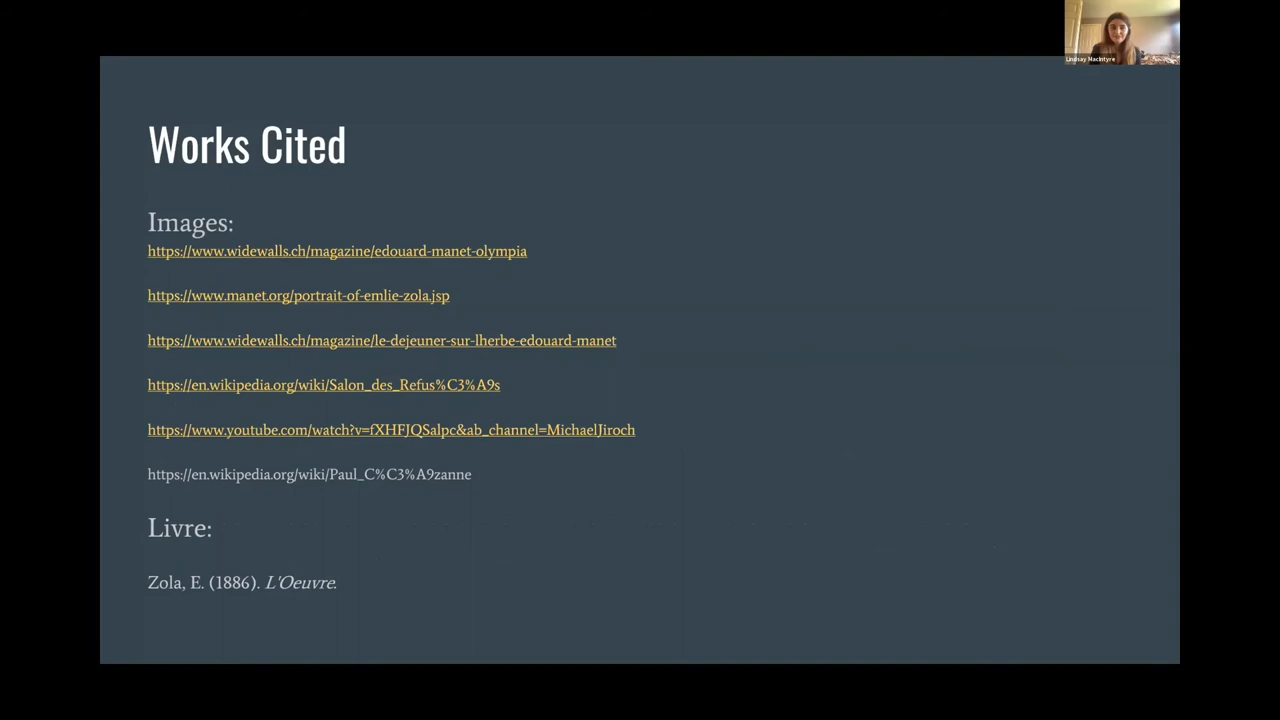 Lindsay MacIntyre
Works Cited
Images:
https://www.widewalls.ch/magazine/edouard-manet-olympia
https://www.manet.org/portrait-of-emlie-zola.jsp
https://www.widewalls.ch/magazine/le-dejeuner-sur-lherbe-edouard-manet
https://en.wikipedia.org/wiki/Salon_des_Refus%C3%A9s
https://www.youtube.com/watch?v=fXHFJQSalpc&ab_channel=MichaelJiroch
https://en.wikipedia.org/wiki/Paul_C%C3%A9zanne
Livre:
Zola, E. (1886). L'Oeuvre.